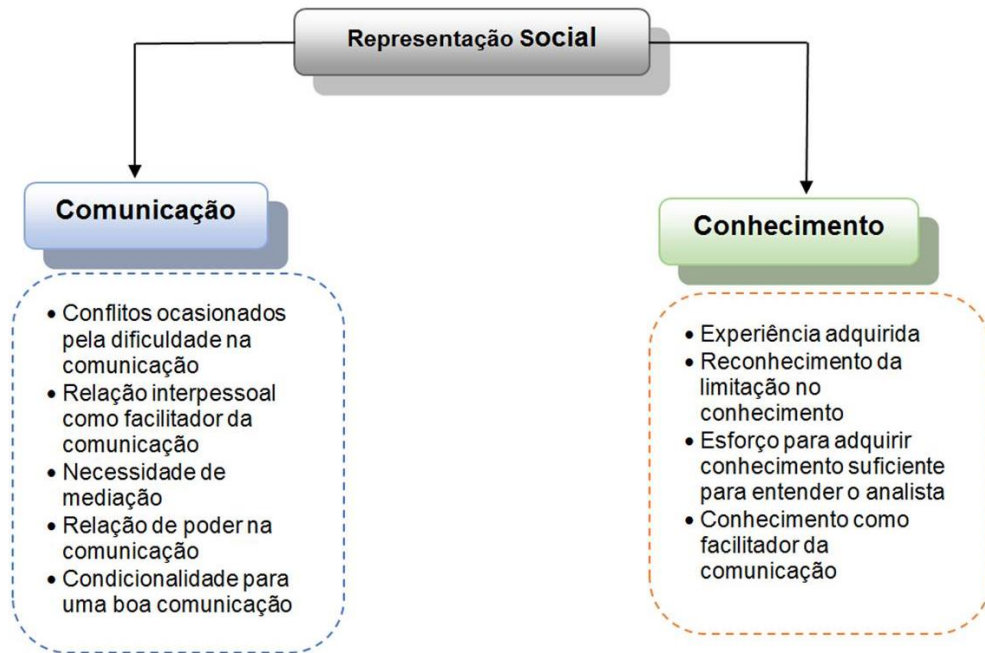 Representação Social
Comunicação
• Conflitos ocasionados
pela dificuldade na
comunicação
• Relação interpessoal
como facilitador da
comunicação
• Necessidade de
mediação
• Relação de poder na
comunicação
• Condicionalidade para
uma boa comunicação
Conhecimento
• Experiência adquirida
• Reconhecimento da
limitação no
conhecimento
• Esforço para adquirir
conhecimento suficiente
para entender o analista
• Conhecimento como
facilitador da
comunicação